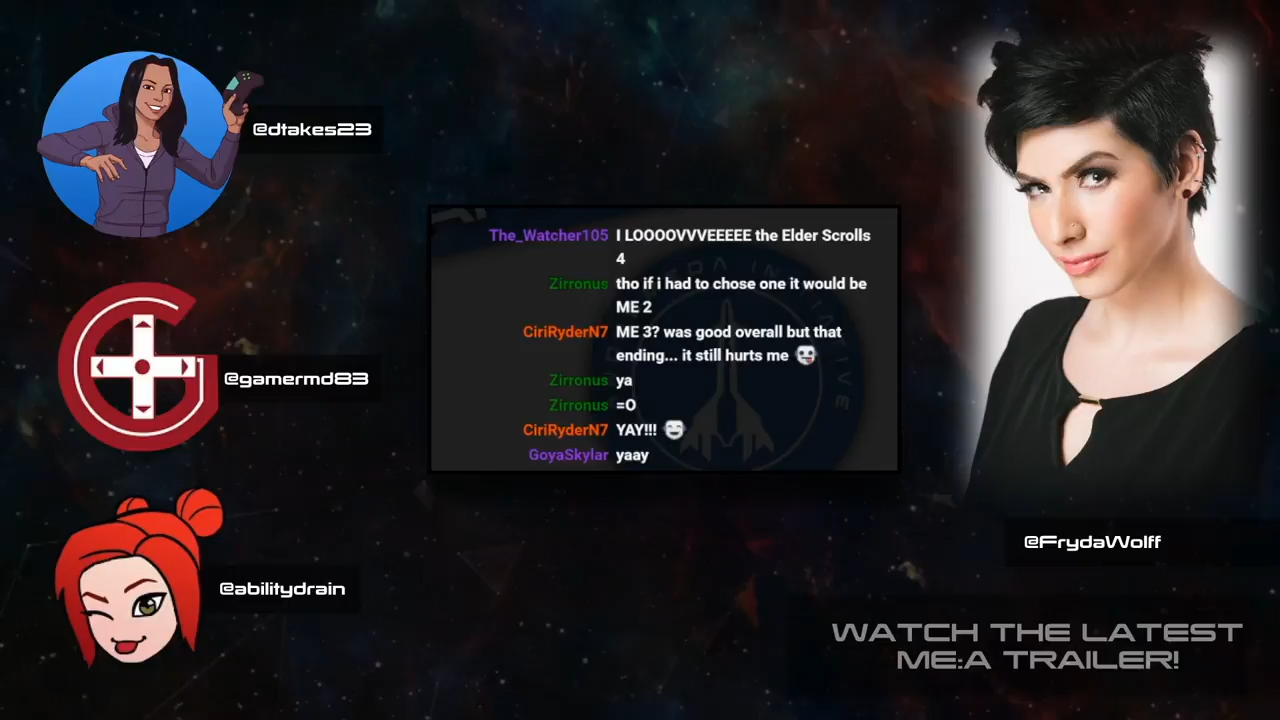 @dtakes23
@gamermd83
@abilitydrain
The_Watcher105 I LOOOOVVVEEEEE the Elder Scrolls
4
Zirronus tho if i had to chose one it would be
ME 2
CiriRyderN7 ME 3? was good overall but that
ending... it still hurts me
Zirronus ya
Zirronus =O
CiriRyderN7 YAY!!!
GoyaSkylar yaay
@FrydaWolff
WATCH THE LATEST
ME:A TRAILER!